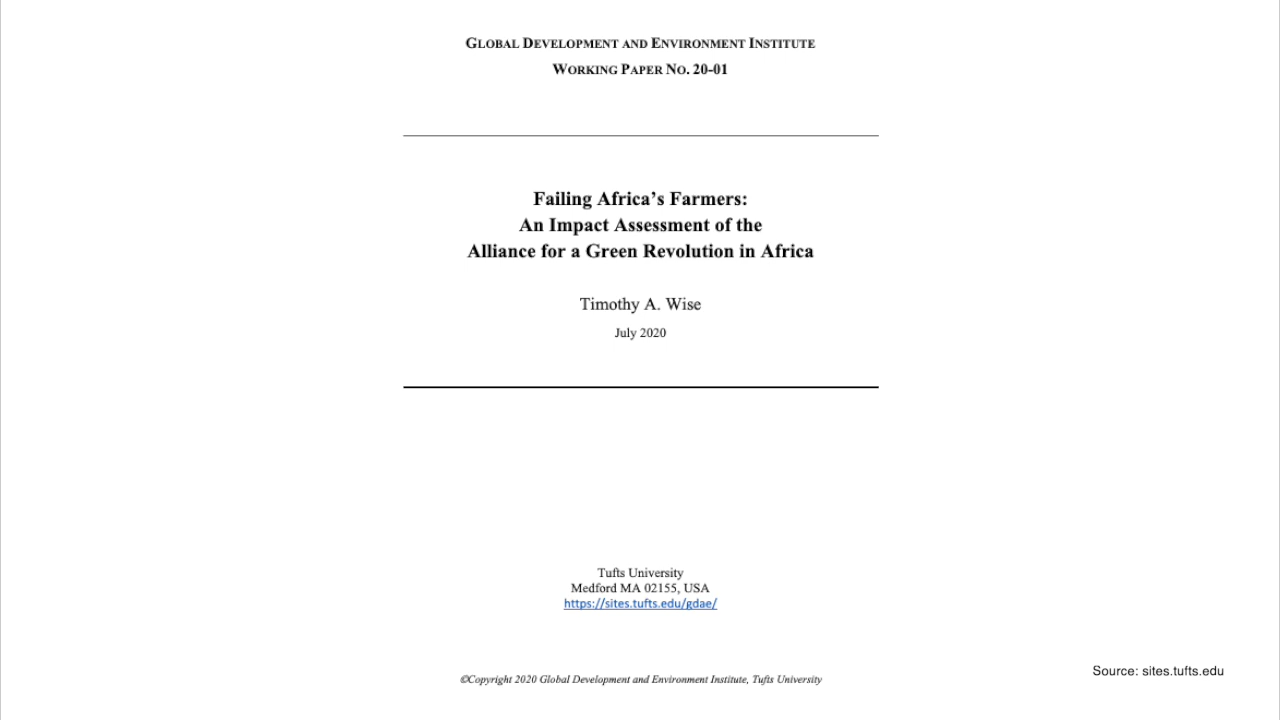 GLOBAL DEVELOPMENT AND ENVIRONMENT INSTITUTE
WORKING PAPER NO. 20-01
Failing Africa’s Farmers:
An Impact Assessment of the
Alliance for a Green Revolution in Africa
Timothy A. Wise
July 2020
Tufts University
Medford MA 02155, USA
https://sites.tufts.edu/gdae/
©Copyright 2020 Global Development and Environment Institute, Tufts University
Source: sites.tufts.edu